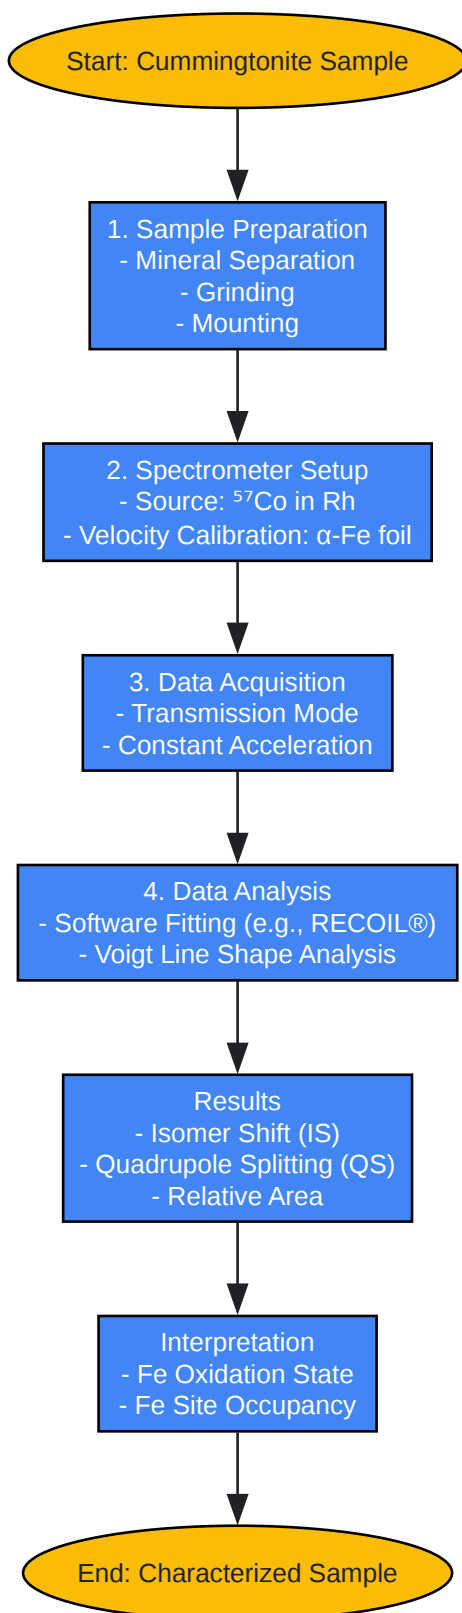 Start: Cummingtonite Sample
1. Sample Preparation
- Mineral Separation
- Grinding
- Mounting
2. Spectrometer Setup
- Source: ⁵⁷Co in Rh
- Velocity Calibration: α-Fe foil
3. Data Acquisition
- Transmission Mode
- Constant Acceleration
4. Data Analysis
- Software Fitting (e.g., RECOIL®)
- Voigt Line Shape Analysis
Results
- Isomer Shift (IS)
- Quadrupole Splitting (QS)
- Relative Area
Interpretation
- Fe Oxidation State
- Fe Site Occupancy
End: Characterized Sample